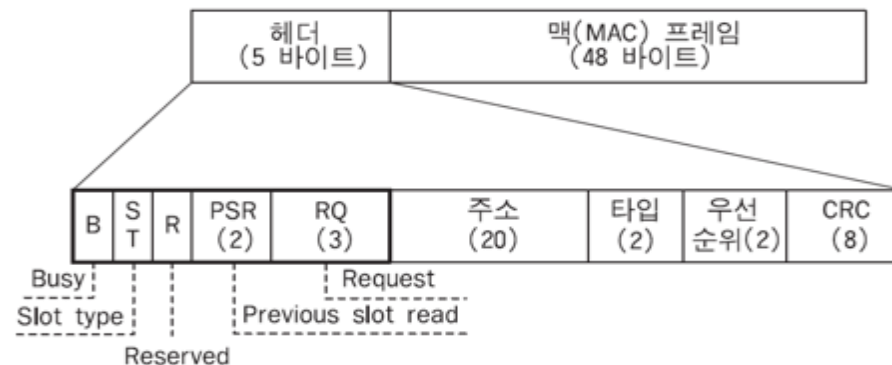 헤더
(5 바이트)
맥(MAC) 프레임
(48 바이트)
B
S
T
R
PSR
(2)
RQ
(3)
주소
(20)
타입
(2)
우선
순위(2)
CRC
(8)
Busy
Request
Slot type
Previous slot read
Reserved